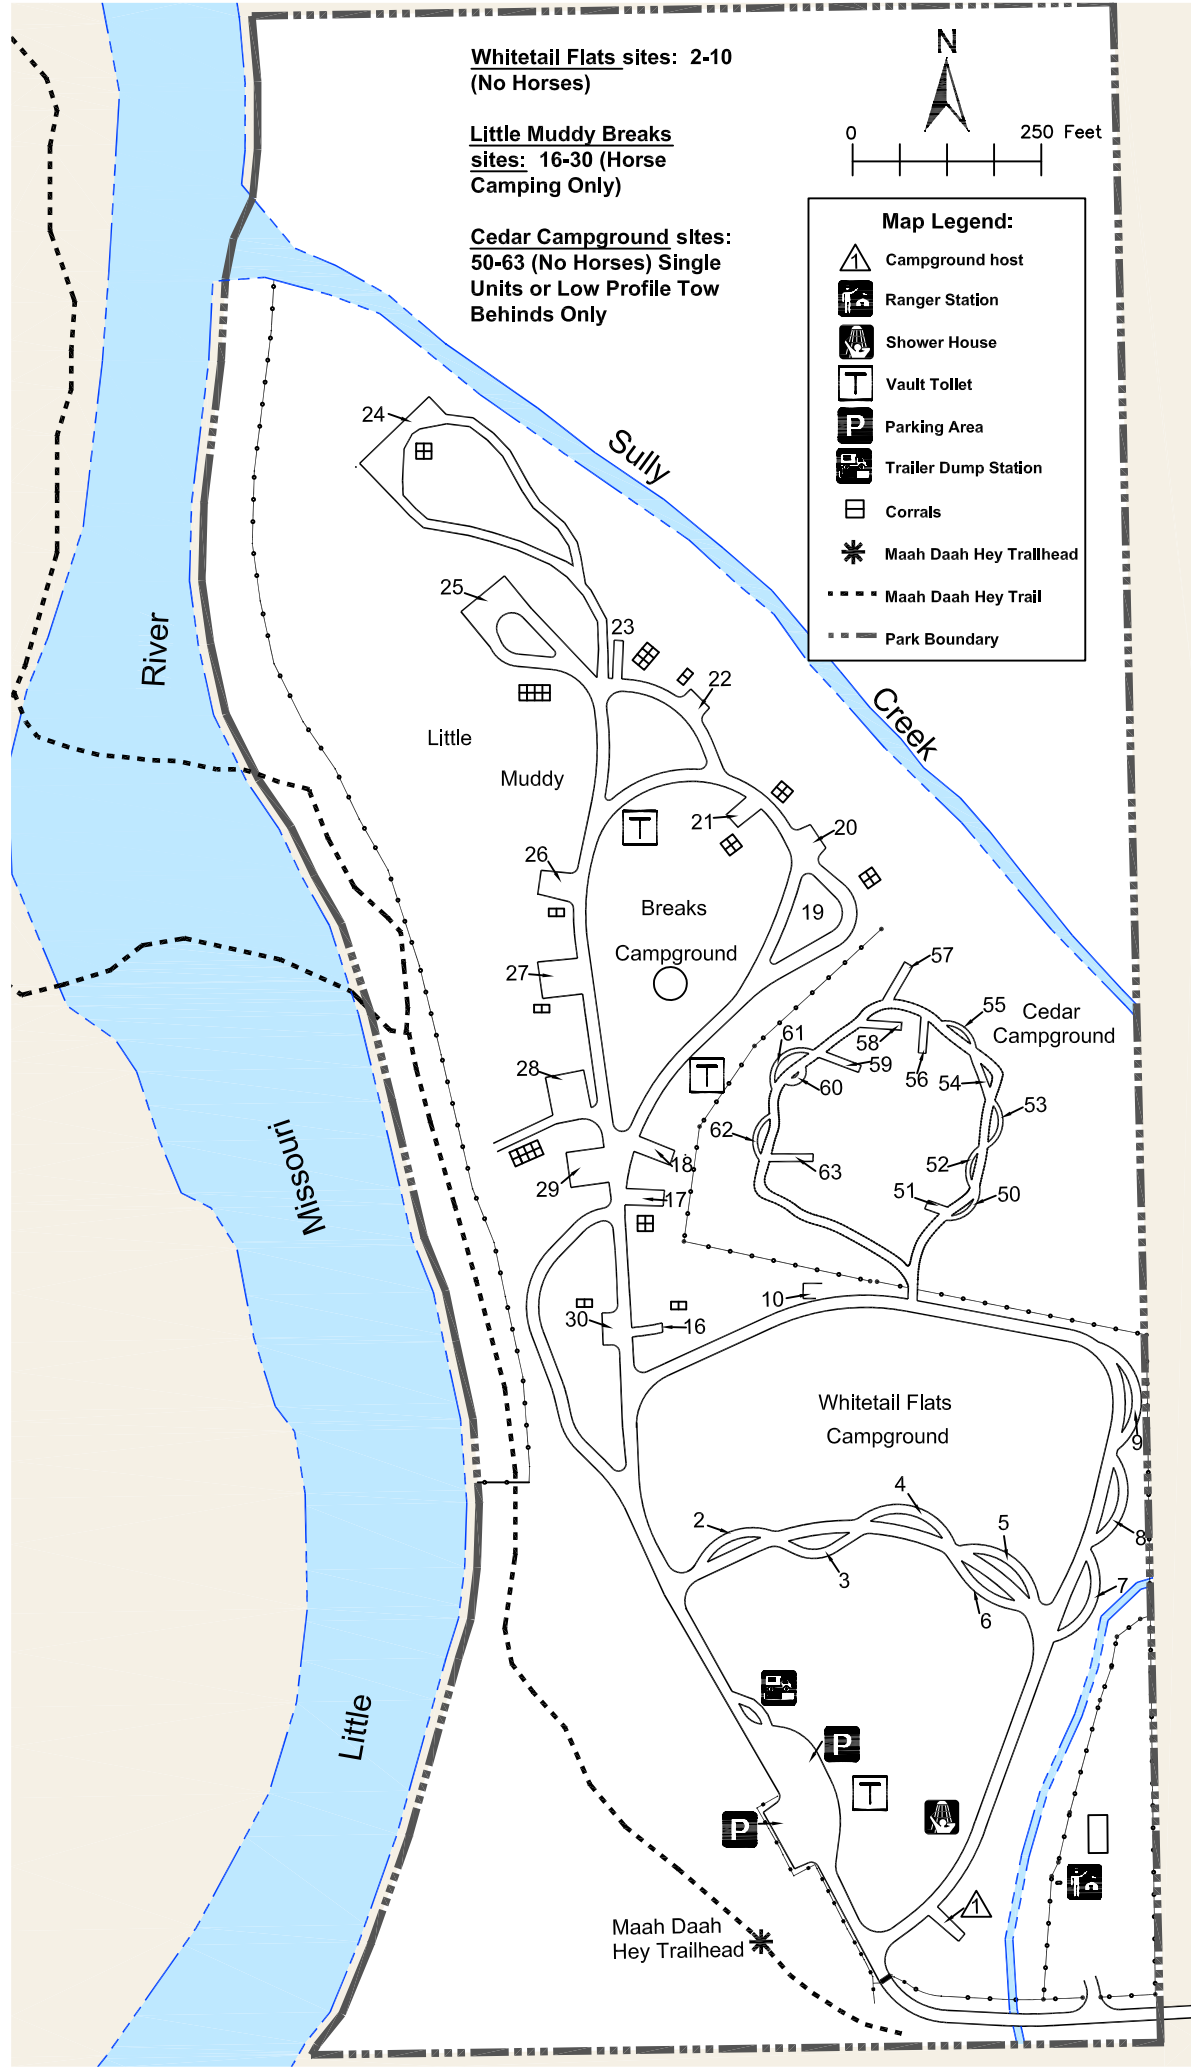 Whitetail Flats sites: 2-10
(No Horses)
Little Muddy Breaks
sites: 16-30 (Horse
Camping Only)
Cedar Campground sItes:
50-63 (No Horses) Single
Units or Low Profile Tow
Behinds Only
N
0 250 Feet
Map Legend:
1 Campground host
Ranger Station
Shower House
T Vault ToIlet
P Parking Area
Trailer Dump Station
Corrals
Maah Daah Hey TraIlhead
Maah Daah Hey Trail
Park Boundary
24
Sully
25
River
23
22
Creek
Little
Muddy
21
T
20
26
Breaks
19
Campground
27
57
55
Cedar
Campground
61
58
59
56
54
28
T
60
53
62
Missouri
18
63
52
29
17
51
50
10
30
16
Whitetail Flats
Campground
9
4
2
5
8
3
7
6
Little
P
T
P
1
Maah Daah
Hey Trailhead